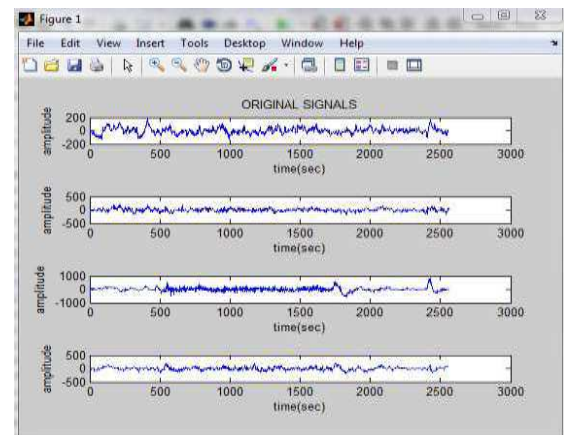 Figure 1
File Edit View Insert Tools Desktop Window Help
ORIGINAL SIGNALS
amplitude
200
0
-200
0 500 1000 1500 2000 2500 3000
time(sec)
amplitude
500
0
-500
0 500 1000 1500 2000 2500 3000
time(sec)
amplitude
1000
0
-1000
0 500 1000 1500 2000 2500 3000
time(sec)
amplitude
500
0
-500
0 500 1000 1500 2000 2500 3000
time(sec)